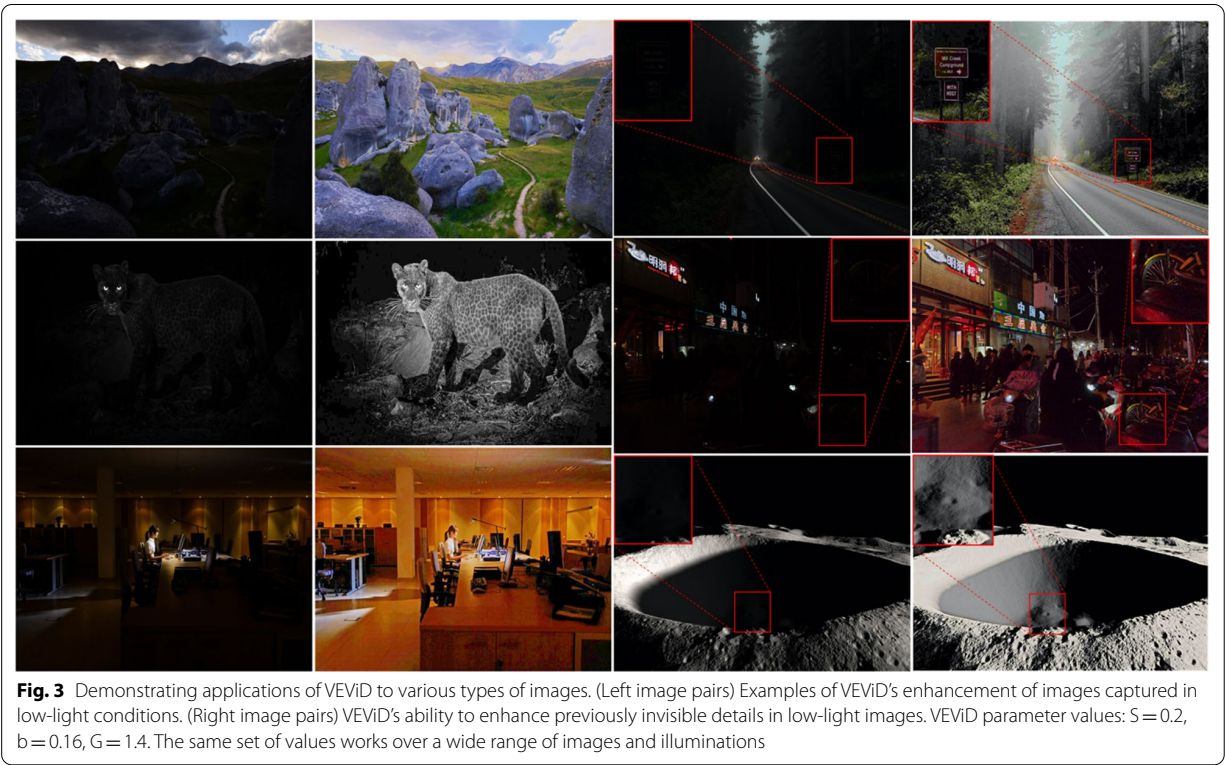 Mill Creek
Campground
WITH
HOST
中国
Fig. 3 Demonstrating applications of VEViD to various types of images. (Left image pairs) Examples of VEViD’s enhancement of images captured in
low-light conditions. (Right image pairs) VEViD’s ability to enhance previously invisible details in low-light images. VEViD parameter values: S = 0.2,
b = 0.16, G = 1.4. The same set of values works over a wide range of images and illuminations